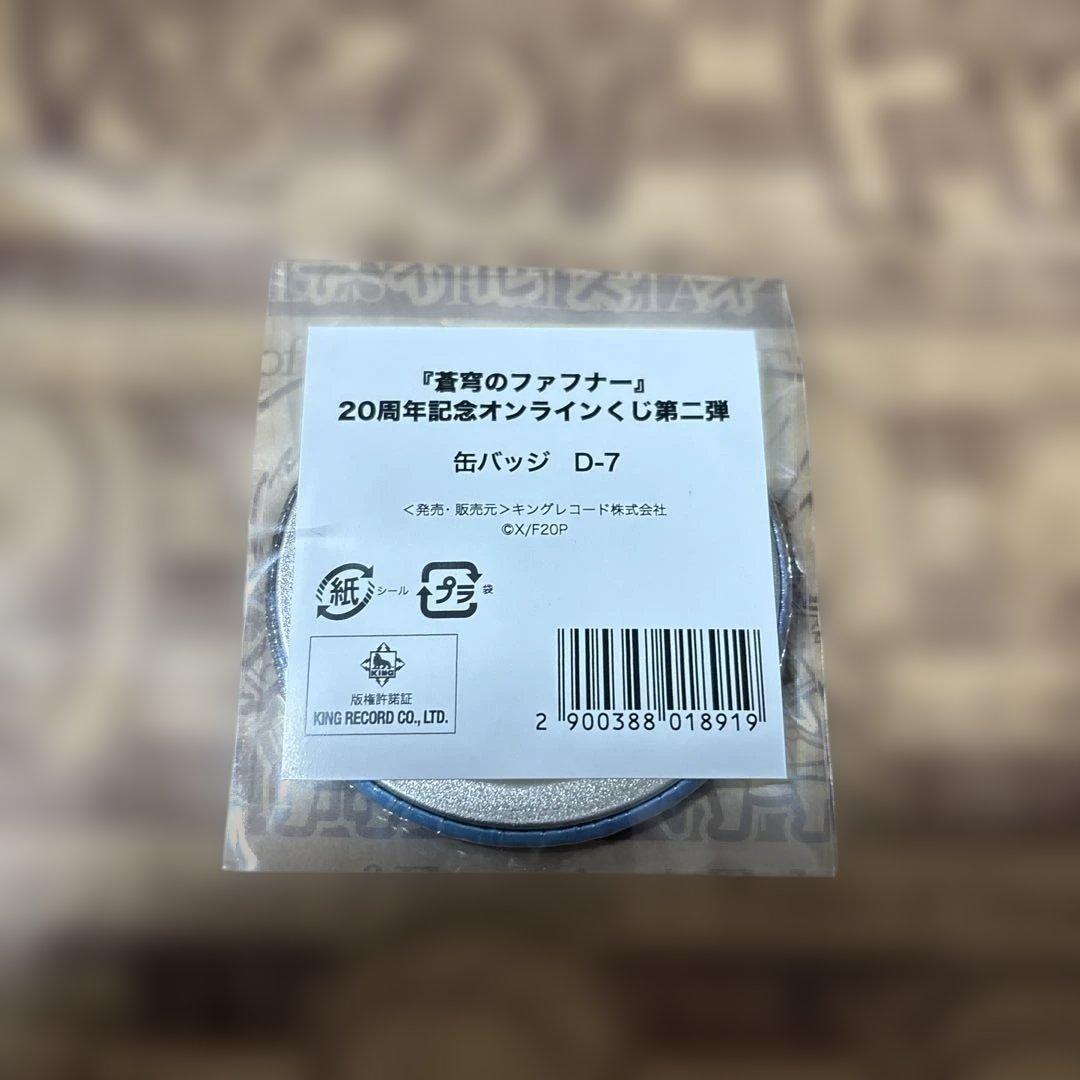 『蒼穹のファフナー』
20周年記念オンラインくじ第二弾
缶バッジ　D-7
＜発売・販売元＞キングレコード株式会社
©X/F20P
紙 シール プラ 袋
KING
版権許諾証
KING RECORD CO., LTD.
2 900388 018919